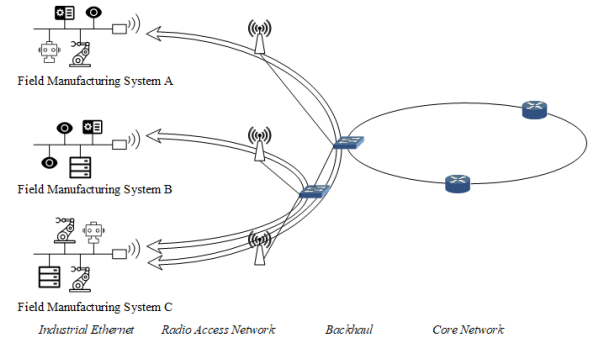 Field Manufacturing System A
Field Manufacturing System B
Field Manufacturing System C
Industrial Ethernet
Radio Access Network
Backhaul
Core Network